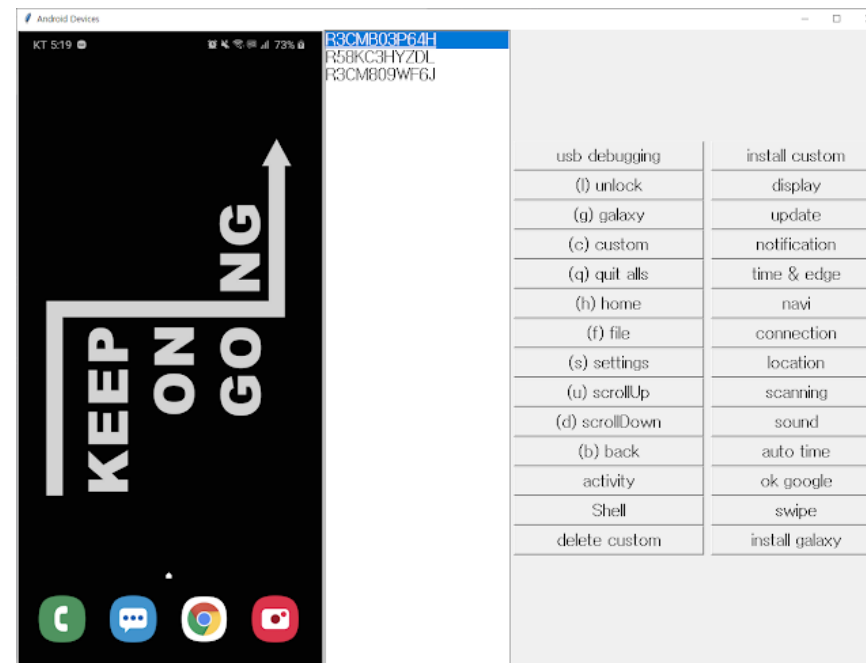 Android Devices
KT 5:19
73%
R3CMB03P64H
R58KC3HYZDL
R3CM809WF6J
KEEP
ON
GO NG
usb debugging
install custom
(l) unlock
display
(g) galaxy
update
(c) custom
notification
(q) quit alls
time & edge
(h) home
navi
(f) file
connection
(s) settings
location
(u) scrollUp
scanning
(d) scrollDown
sound
(b) back
auto time
activity
ok google
Shell
swipe
delete custom
install galaxy